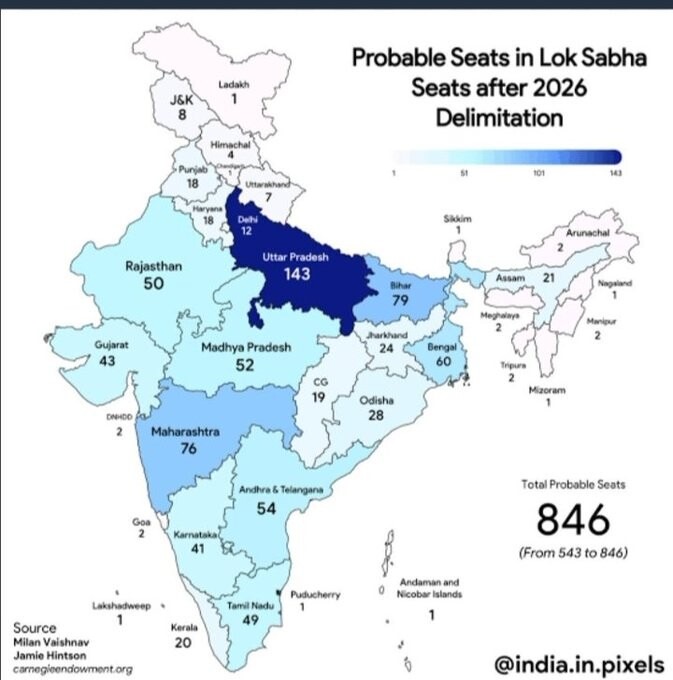 Probable Seats in Lok Sabha
Seats after 2026
Delimitation
1 51 101 143
Ladakh
1
J&K
8
Himachal
4
Chandigarh
1
Punjab
18
Uttarakhand
7
Haryana
18
Delhi
12
Uttar Pradesh
143
Rajasthan
50
Bihar
79
Sikkim
1
Arunachal
2
Assam 21
Nagaland
1
Meghalaya
2
Manipur
2
Tripura
2
Mizoram
1
Gujarat
43
Madhya Pradesh
52
Jharkhand
24
Bengal
60
CG
19
Odisha
28
DNHDD
2
Maharashtra
76
Andhra & Telangana
54
Goa
2
Karnataka
41
Total Probable Seats
846
(From 543 to 846)
Lakshadweep
1
Kerala
20
Tamil Nadu
49
Puducherry
1
Andaman and
Nicobar Islands
1
Source
Milan Vaishnav
Jamie Hintson
carnegieendowment.org
@india.in.pixels